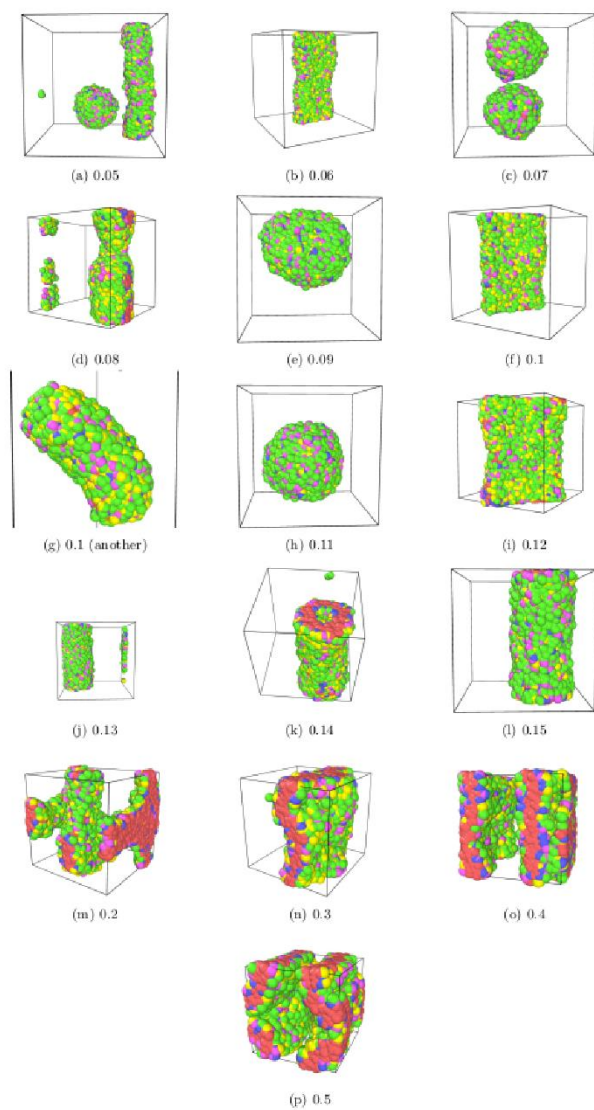 (a) 0.05
(b) 0.06
(c) 0.07
(d) 0.08
(e) 0.09
(f) 0.1
(g) 0.1 (another)
(h) 0.11
(i) 0.12
(j) 0.13
(k) 0.14
(l) 0.15
(m) 0.2
(n) 0.3
(o) 0.4
(p) 0.5